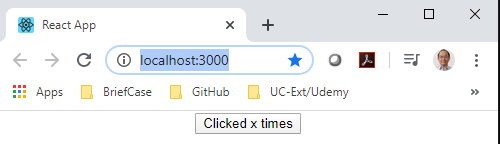 React App
localhost:3000
Apps BriefCase GitHub UC-Ext/Udemy »
Clicked x times